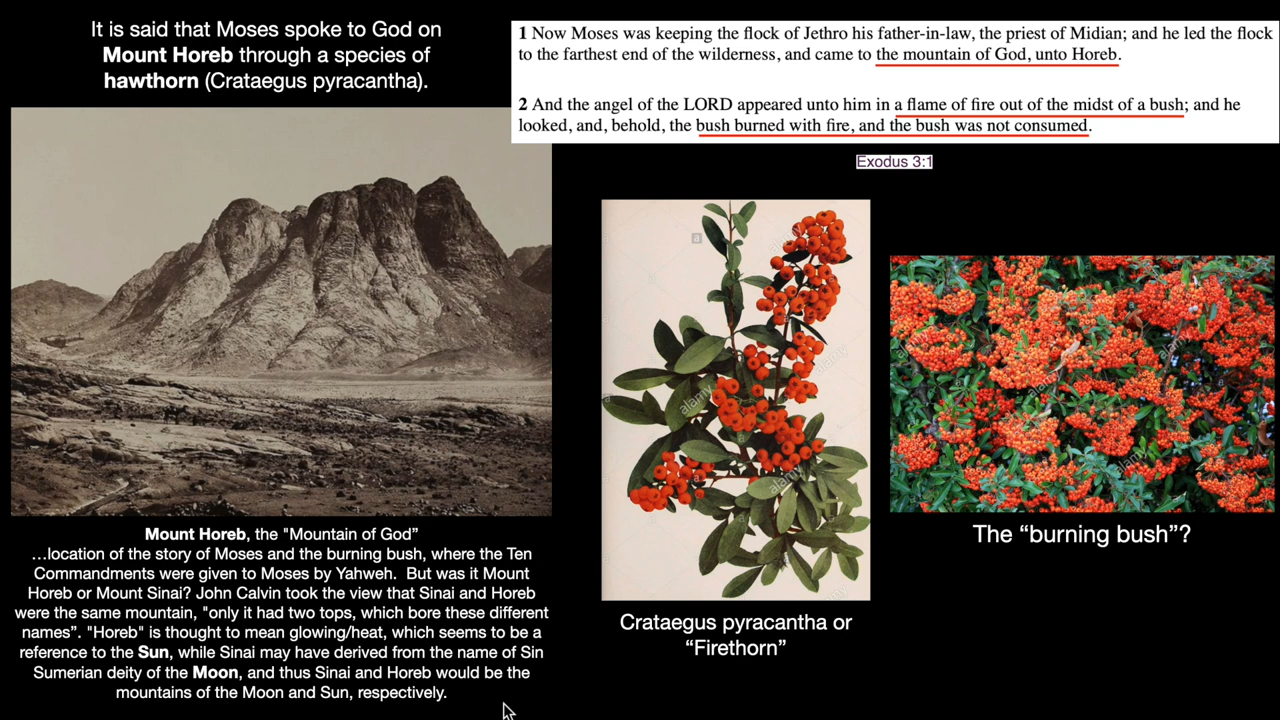 It is said that Moses spoke to God on
Mount Horeb through a species of
hawthorn (Crataegus pyracantha).
1 Now Moses was keeping the flock of Jethro his father-in-law, the priest of Midian; and he led the flock
to the farthest end of the wilderness, and came to the mountain of God, unto Horeb.
2 And the angel of the LORD appeared unto him in a flame of fire out of the midst of a bush; and he
looked, and, behold, the bush burned with fire, and the bush was not consumed.
Exodus 3:1
a
alamy
alamy
alamy
alamy
The “burning bush”?
Mount Horeb, the "Mountain of God”
…location of the story of Moses and the burning bush, where the Ten
Commandments were given to Moses by Yahweh.  But was it Mount
Horeb or Mount Sinai? John Calvin took the view that Sinai and Horeb
were the same mountain, "only it had two tops, which bore these different
names”. "Horeb" is thought to mean glowing/heat, which seems to be a
reference to the Sun, while Sinai may have derived from the name of Sin
Sumerian deity of the Moon, and thus Sinai and Horeb would be the
mountains of the Moon and Sun, respectively.
Crataegus pyracantha or
“Firethorn”